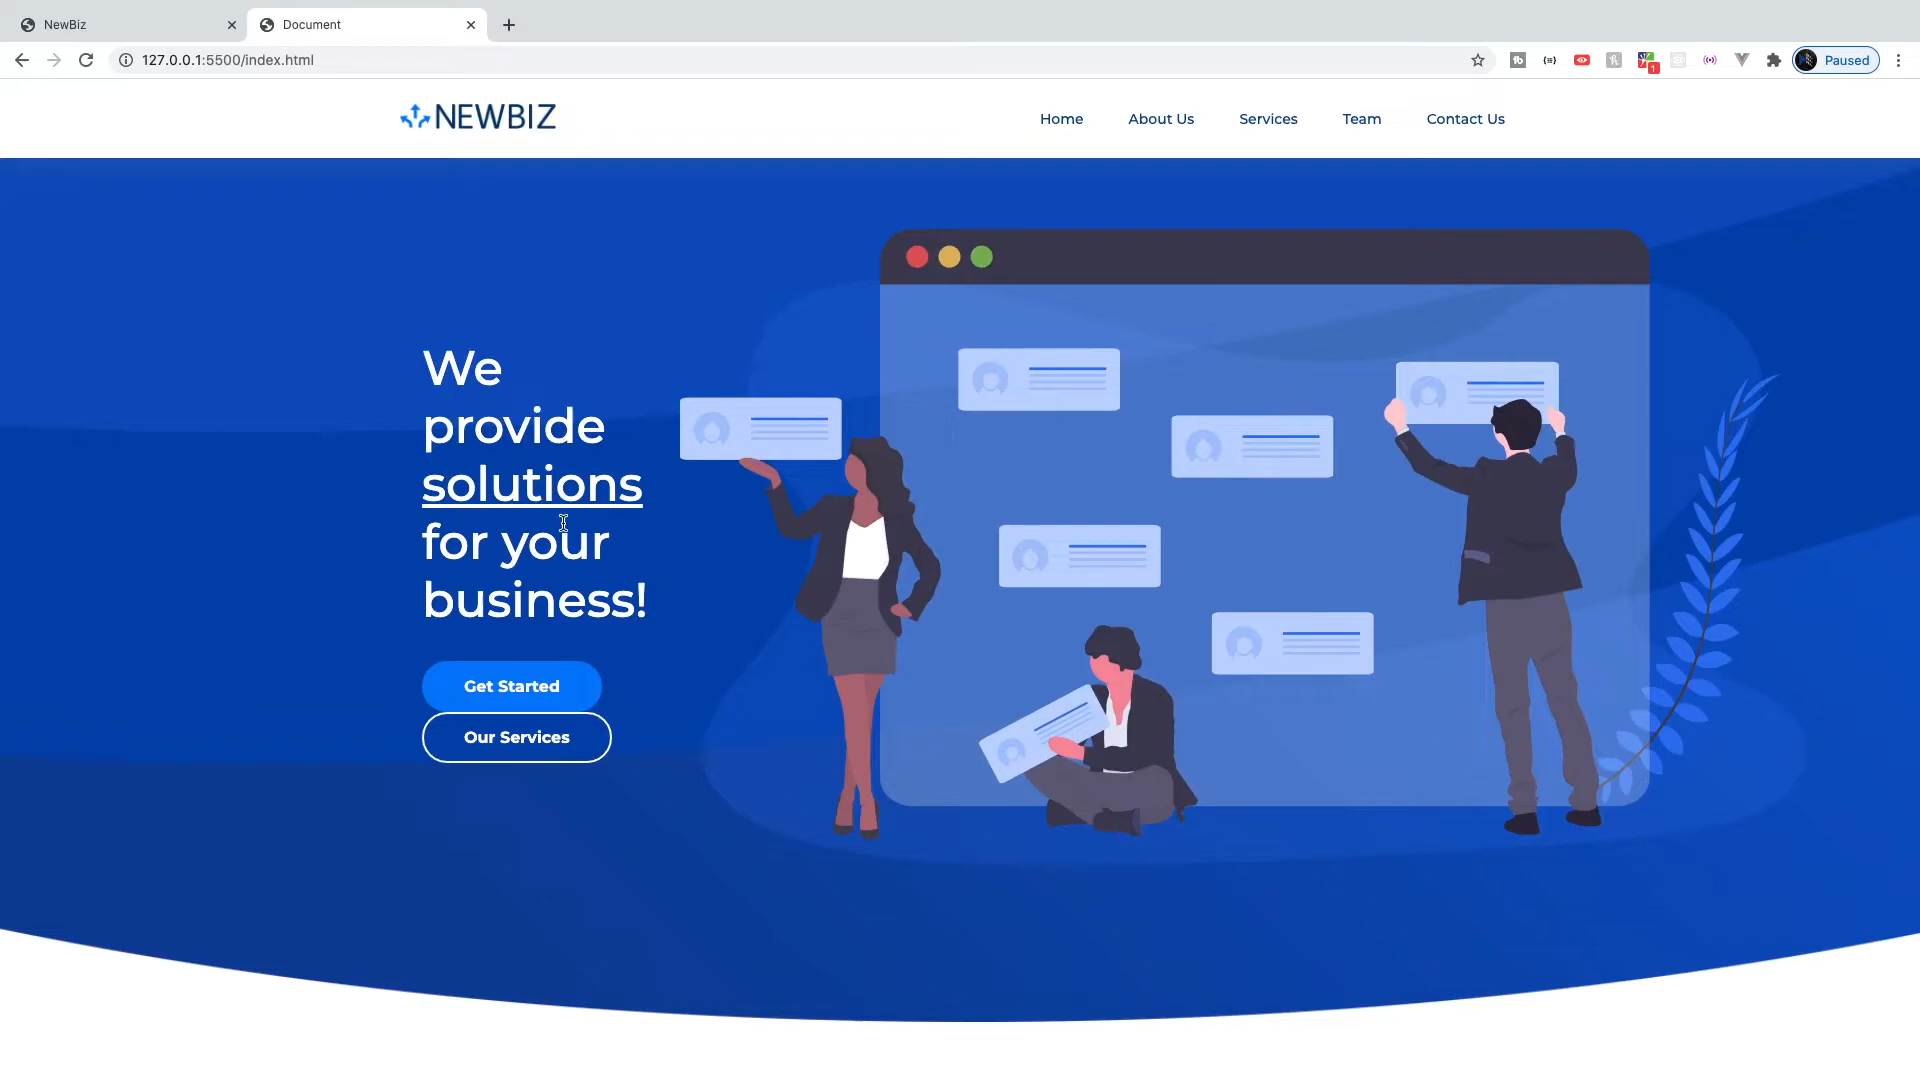 NewBiz
Document
127.0.0.1:5500/index.html
1
Paused
NEWBIZ
Home
About Us
Services
Team
Contact Us
We
provide
solutions
for your
business!
Get Started
Our Services